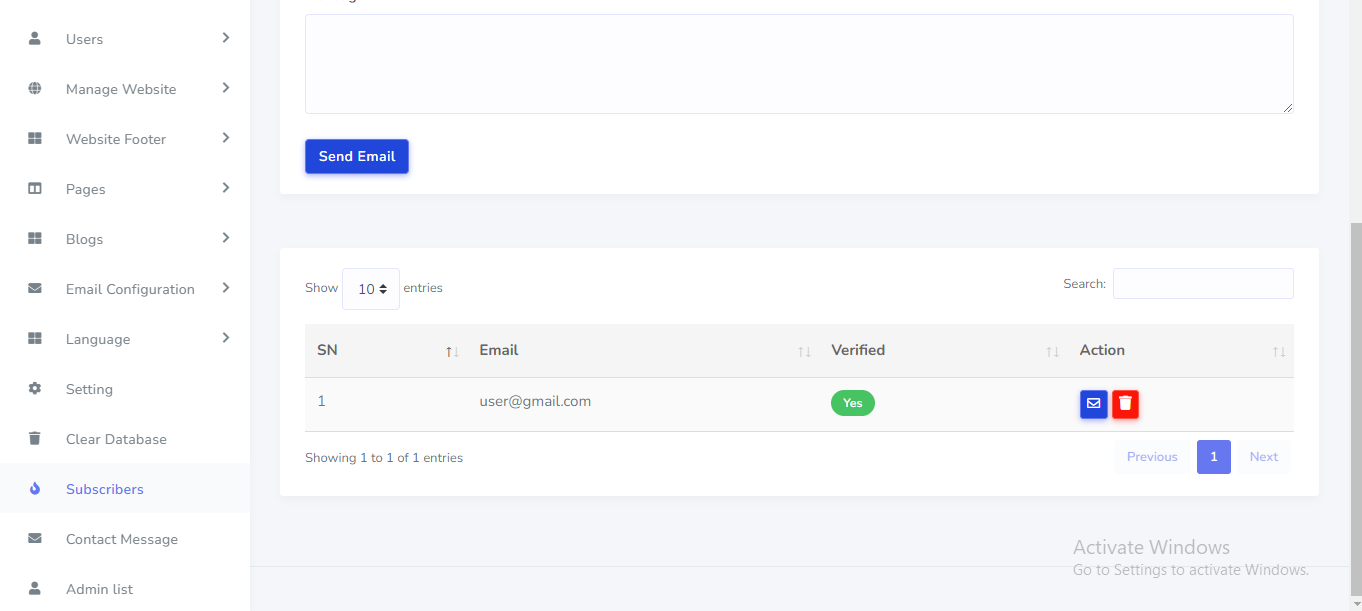 Users
Manage Website
Website Footer
Pages
Blogs
Email Configuration
Language
Setting
Clear Database
Subscribers
Contact Message
Admin list
Send Email
Show 10 entries
Search:
SN Email Verified Action
1 user@gmail.com Yes
Showing 1 to 1 of 1 entries
Previous 1 Next
Activate Windows
Go to Settings to activate Windows.